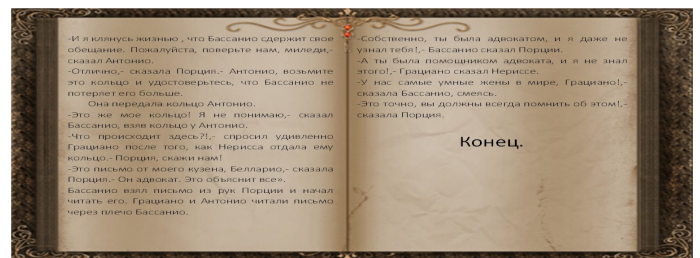 -И я клянусь жизнью , что Бассанио сдержит свое
обещание. Пожалуйста, поверьте нам, миледи,-
сказал Антонио.
-Отлично,- сказала Порция.- Антонио, возьмите
это кольцо и удостоверьтесь, что Бассанио не
потеряет его больше.
Она передала кольцо Антонио.
-Это же мое кольцо! Я не понимаю,- сказал
Бассанио, взяв кольцо у Антонио.
-Что происходит здесь?!,- спросил удивленно
Грациано после того, как Нерисса отдала ему
кольцо.- Порция, скажи нам!
-Это письмо от моего кузена, Белларио,- сказала
Порция.- Он адвокат. Это объяснит все».
Бассанио взял письмо из рук Порции и начал
читать его. Грациано и Антонио читали письмо
через плечо Бассанио.
-Собственно, ты была адвокатом, и я даже не
узнал тебя!,- Бассанио сказал Порции.
-А ты была помощником адвоката, и я не знал
этого!,- Грациано сказал Нериссе.
-У нас самые умные жены в мире, Грациано!,-
сказала Бассанио, смеясь.
-Это точно, вы должны всегда помнить об этом!,-
сказала Порция.
Конец.